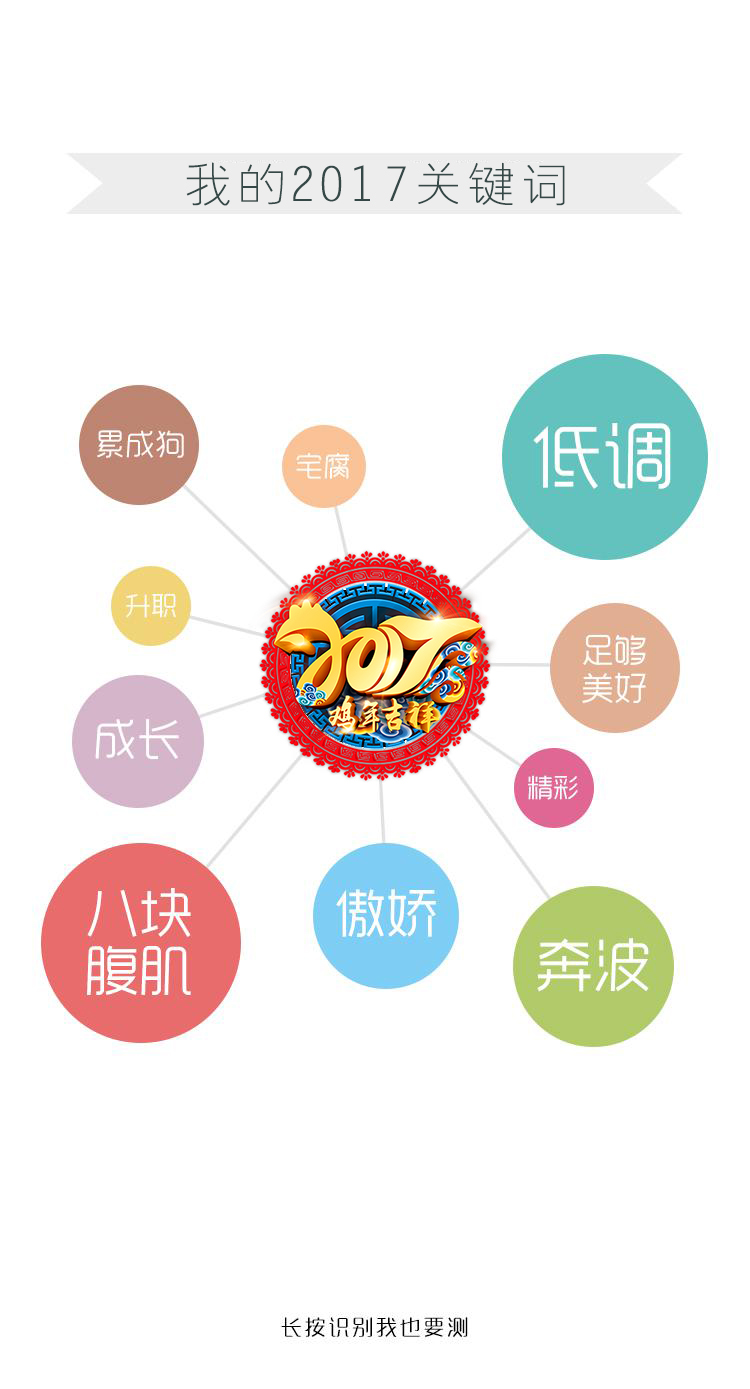 我的2017关键词
低调
累成狗
宅腐
升职
2017
鸡年吉祥
足够
美好
成长
精彩
八块
腹肌
傲娇
奔波
长按识别我也要测